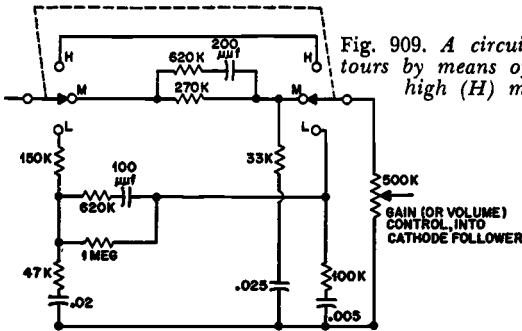 Fig. 909. A circui
tours by means o
high (H) m
H
200
μμf
620K
H
M
270K
M
L
L
150K
100
μμf
33K
500K
620K
GAIN (OR VOLUME)
CONTROL, INTO
CATHODE FOLLOWER
1 MEG
47K
100K
.02
.025
.005